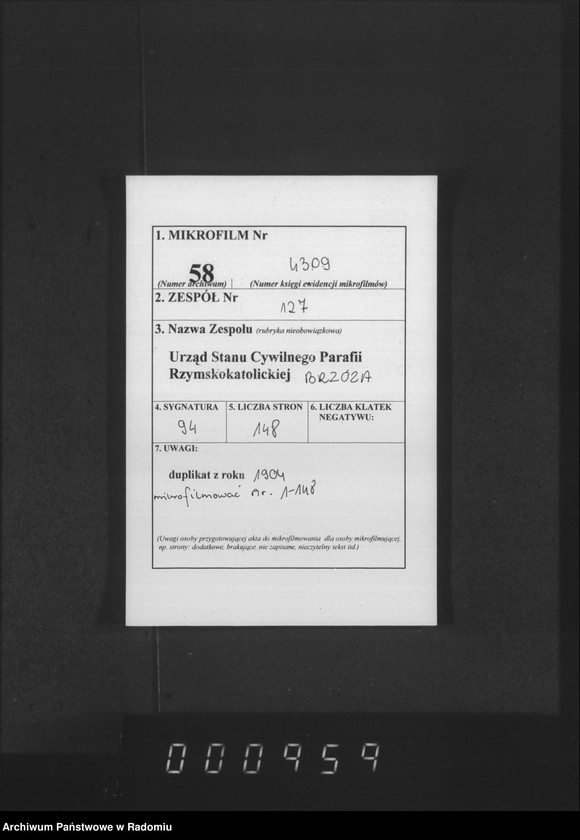 1. MIKROFILM Nr
58 4309
(Numer archiwum) (Numer księgi ewidencji mikrofilmów)
2. ZESPÓŁ Nr
127
3. Nazwa Zespołu (rubryka nieobowiązkowa)
Urząd Stanu Cywilnego Parafii
Rzymskokatolickiej BRZÓZA
4. SYGNATURA 5. LICZBA STRON 6. LICZBA KLATEK
NEGATYWU:
94 148
7. UWAGI:
duplikat z roku 1904
mikrofilmować nr. 1-148
(Uwagi osoby przygotowującej akta do mikrofilmowania dla osoby mikrofilmującej,
np. strony: dodatkowe, brakujące, nie zapisane, nieczytelny tekst itd.)
000959
Archiwum Państwowe w Radomiu